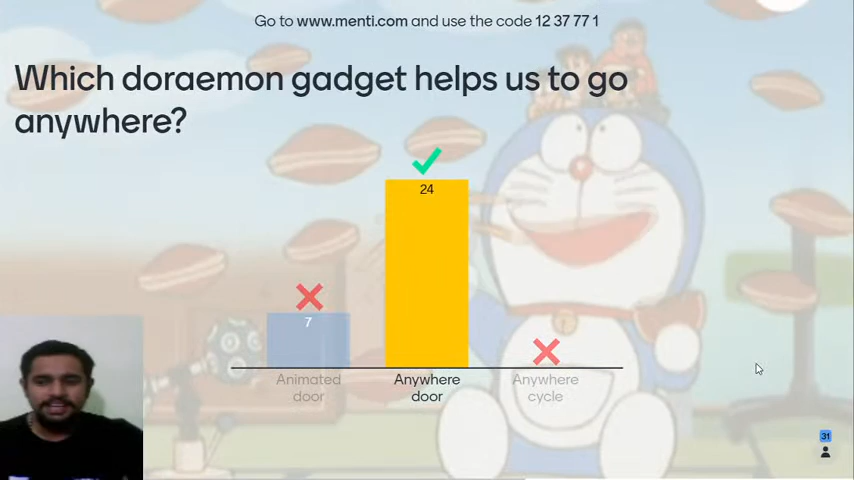 Go to www.menti.com and use the code 12 37 77 1
Which doraemon gadget helps us to go
anywhere?
24
7
Animated
door
Anywhere
door
Anywhere
cycle
31